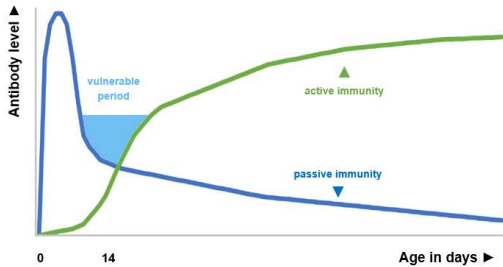 Antibody level ►
vulnerable
period
active immunity
passive immunity
0
14
Age in days ►